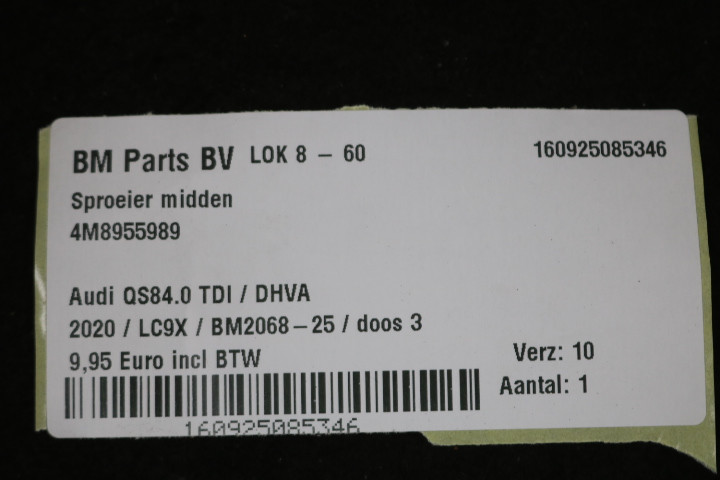 BM Parts BV LOK 8 – 60 160925085346
Sproeier midden
4M8955989
Audi QS84.0 TDI / DHVA
2020 / LC9X / BM2068–25 / doos 3
9,95 Euro incl BTW Verz: 10
Aantal: 1
160925085346